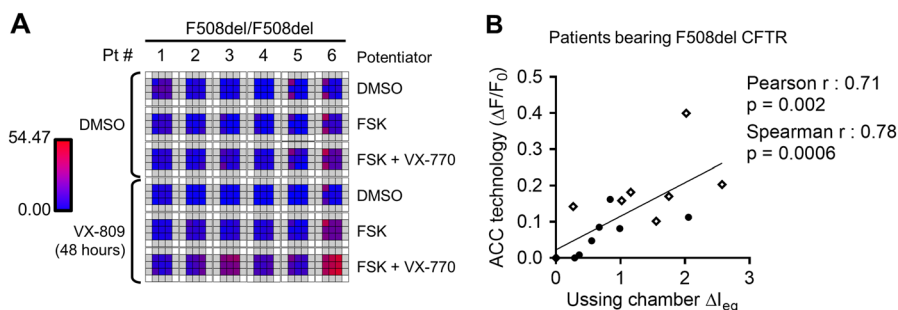 A
F508del/F508del
Pt # 1 2 3 4 5 6 Potentiator
DMSO
FSK
FSK + VX-770
DMSO
DMSO
FSK
FSK + VX-770
VX-809
(48 hours)
54.47
0.00
B
Patients bearing F508del CFTR
Pearson r : 0.71
p = 0.002
Spearman r : 0.78
p = 0.0006
ACC technology (ΔF/F₀)
0.5
0.4
0.3
0.2
0.1
0.0
0 1 2 3
Ussing chamber ΔIeq